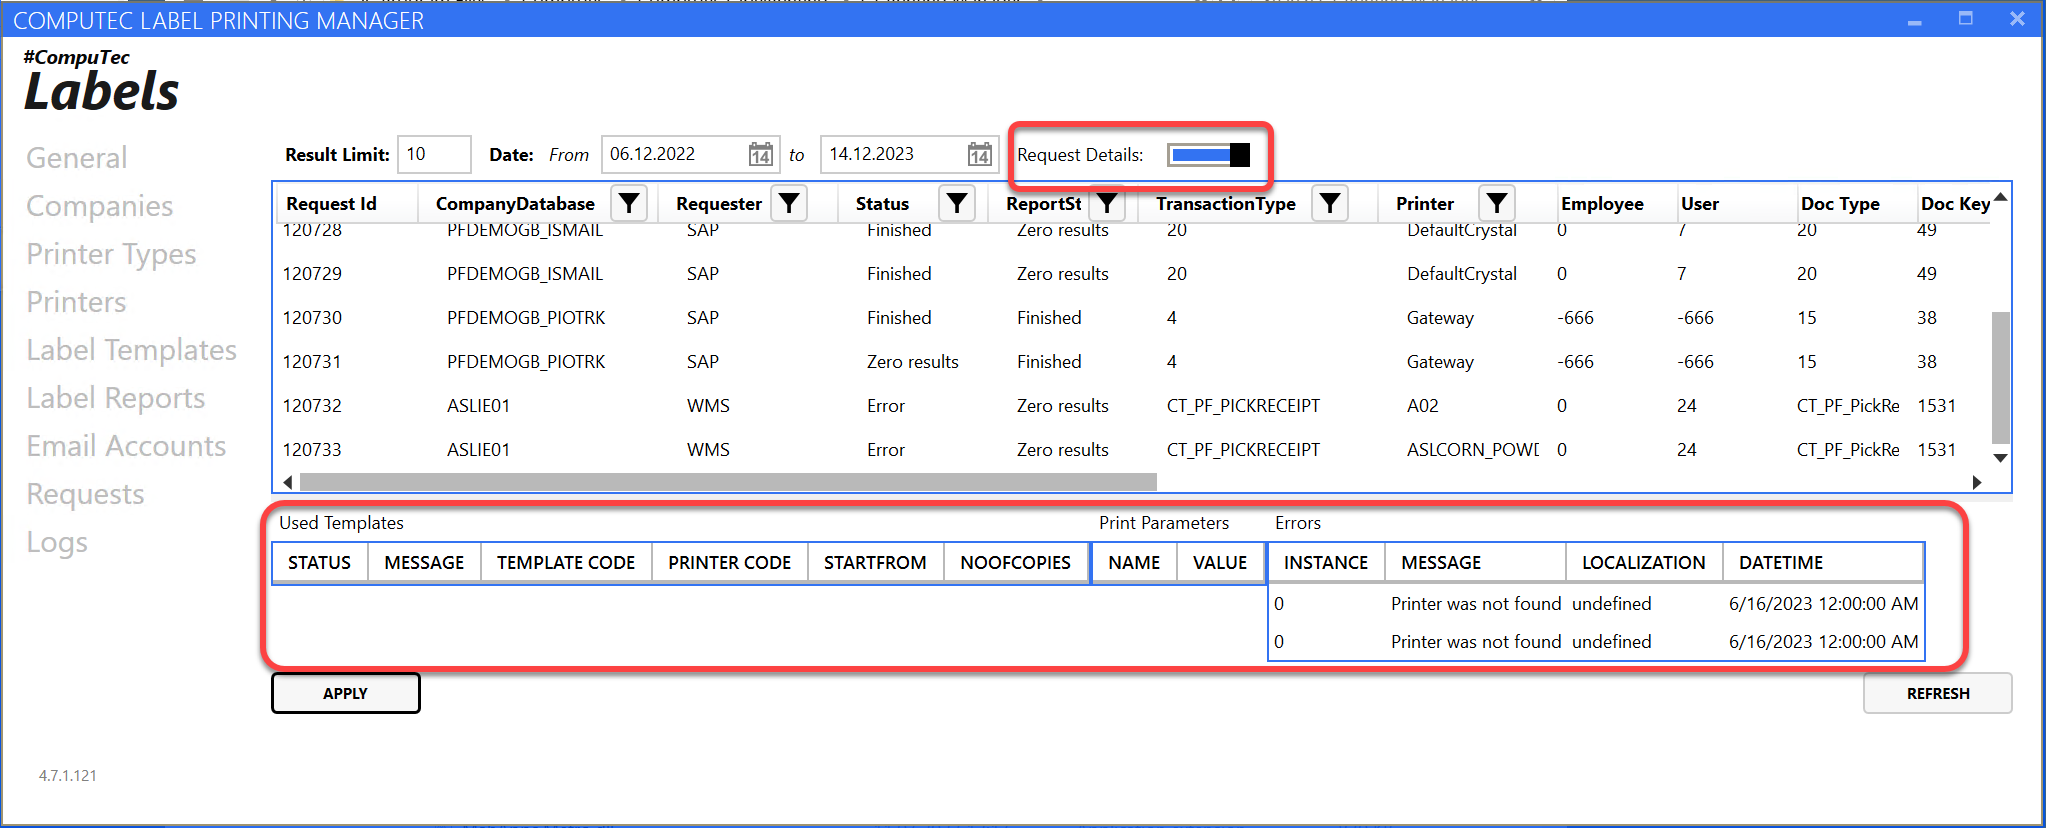 COMPUTEC LABEL PRINTING MANAGER
#CompuTec
Labels
General
Companies
Printer Types
Printers
Label Templates
Label Reports
Email Accounts
Requests
Logs
Result Limit: 10 Date: From 06.12.2022 14 to 14.12.2023 14 Request Details:
Request Id CompanyDatabase Requester Status ReportSt TransactionType Printer Employee User Doc Type Doc Key
120728 PFDEMOGB_ISMAIL SAP Finished Zero results 20 DefaultCrystal 0 7 20 49
120729 PFDEMOGB_ISMAIL SAP Finished Zero results 20 DefaultCrystal 0 7 20 49
120730 PFDEMOGB_PIOTRK SAP Finished Finished 4 Gateway -666 -666 15 38
120731 PFDEMOGB_PIOTRK SAP Zero results Finished 4 Gateway -666 -666 15 38
120732 ASLIE01 WMS Error Zero results CT_PF_PICKRECEIPT A02 0 24 CT_PF_PickRe 1531
120733 ASLIE01 WMS Error Zero results CT_PF_PICKRECEIPT ASLCORN_POWD 0 24 CT_PF_PickRe 1531
Used Templates Print Parameters Errors
STATUS MESSAGE TEMPLATE CODE PRINTER CODE STARTFROM NOOFCOPIES NAME VALUE INSTANCE MESSAGE LOCALIZATION DATETIME
0 Printer was not found undefined 6/16/2023 12:00:00 AM
0 Printer was not found undefined 6/16/2023 12:00:00 AM
APPLY REFRESH
4.7.1.121